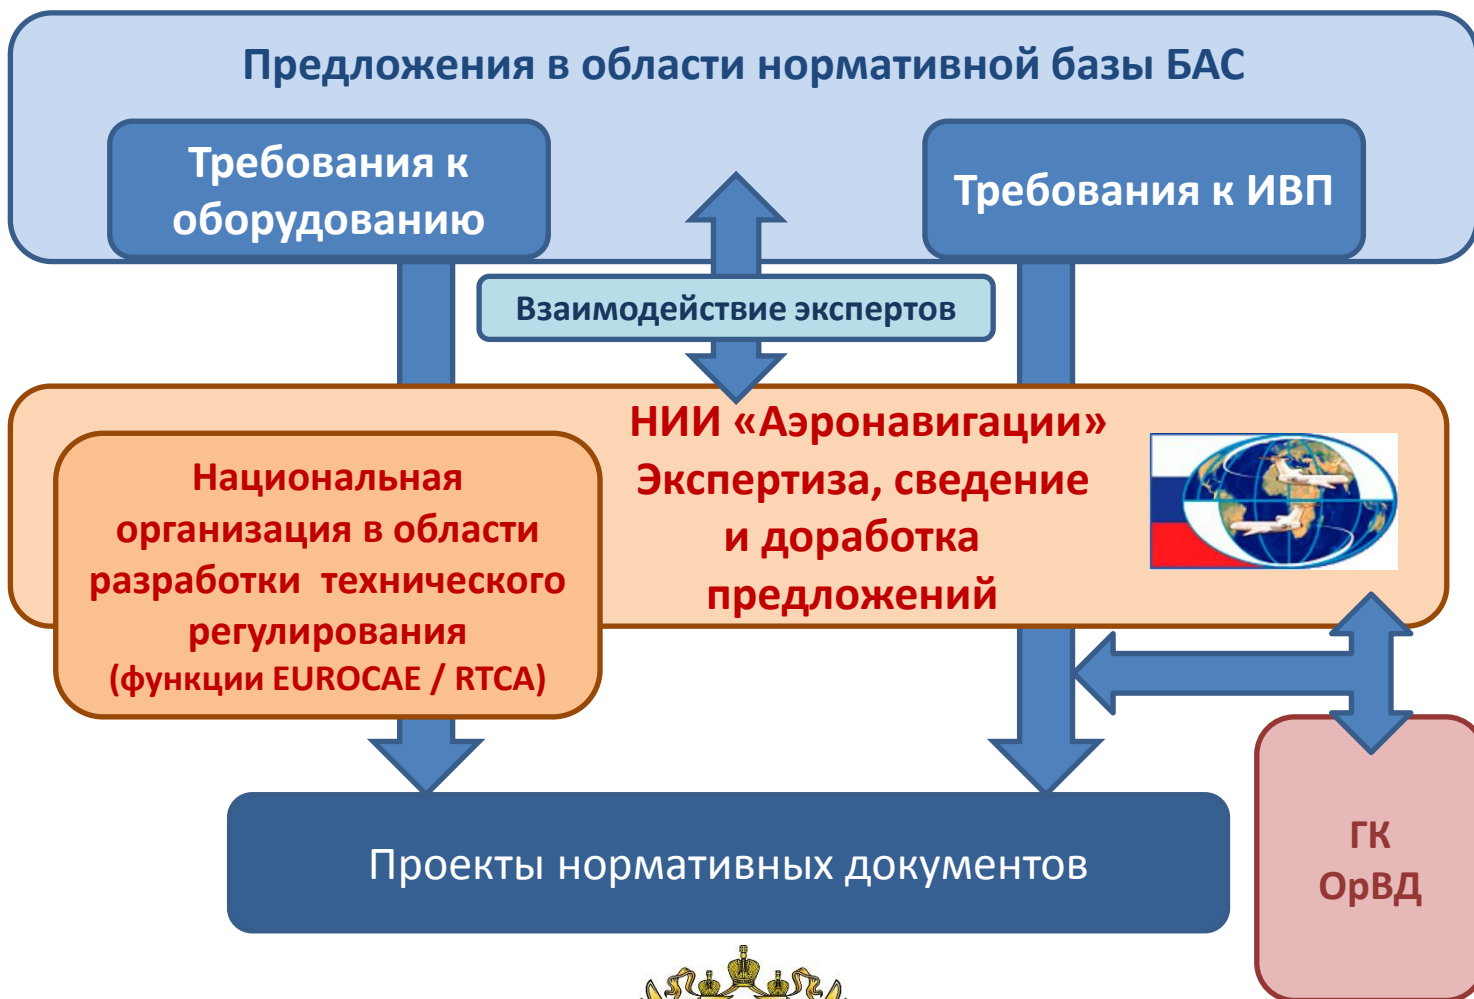 Предложения в области нормативной базы БАС
Требования к
оборудованию
Требования к ИВП
Взаимодействие экспертов
НИИ «Аэронавигации»
Экспертиза, сведение
и доработка
предложений
Национальная
организация в области
разработки технического
регулирования
(функции EUROCAE / RTCA)
Проекты нормативных документов
ГК
ОрВД